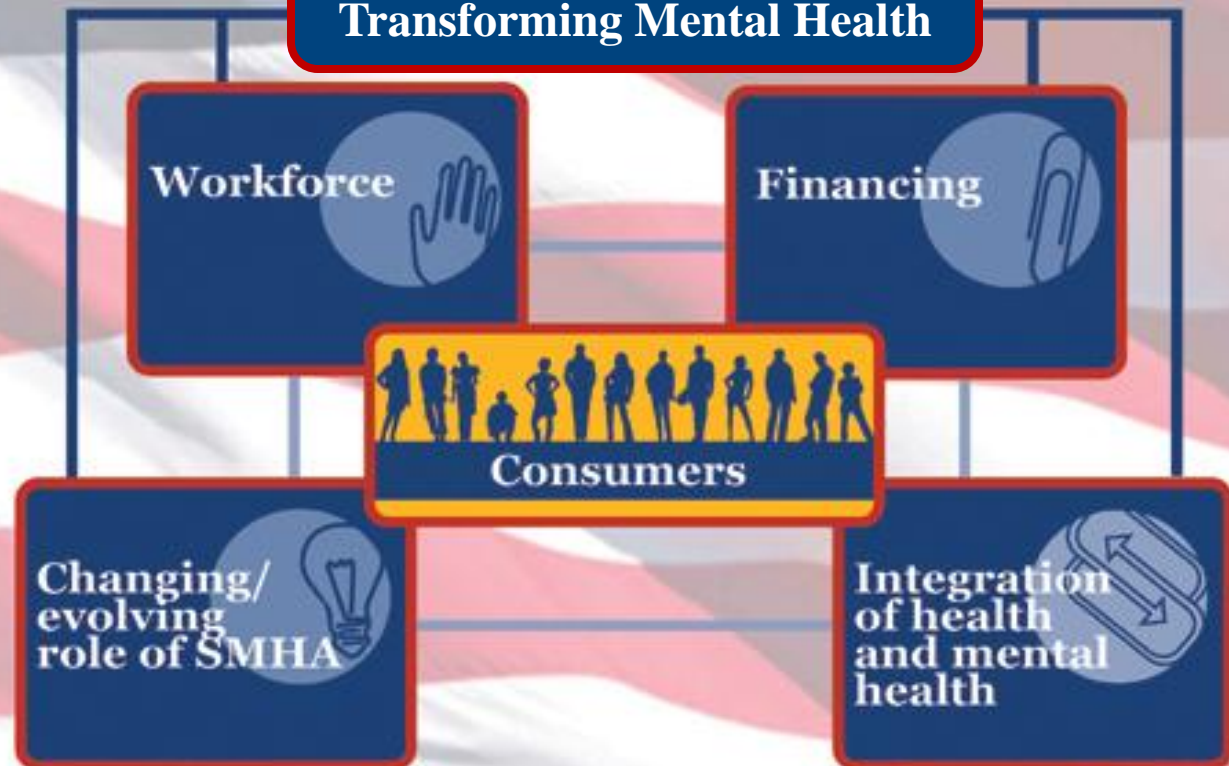 Transforming Mental Health
Workforce
Financing
Consumers
Changing/
evolving
role of SMHA
Integration
of health
and mental
health